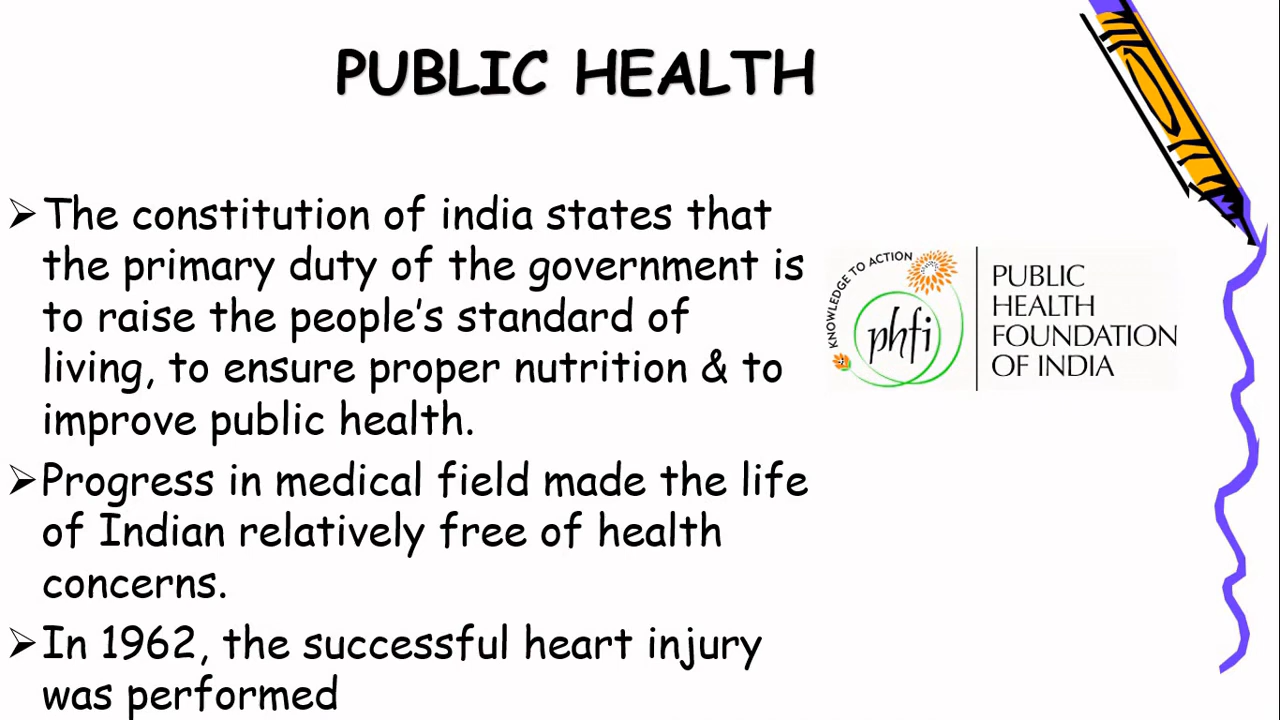 PUBLIC HEALTH
➢ The constitution of india states that
the primary duty of the government is
to raise the people's standard of
living, to ensure proper nutrition & to
improve public health.
➢ Progress in medical field made the life
of Indian relatively free of health
concerns.
➢ In 1962, the successful heart injury
was performed
KNOWLEDGE TO ACTION
phfi
PUBLIC
HEALTH
FOUNDATION
OF INDIA